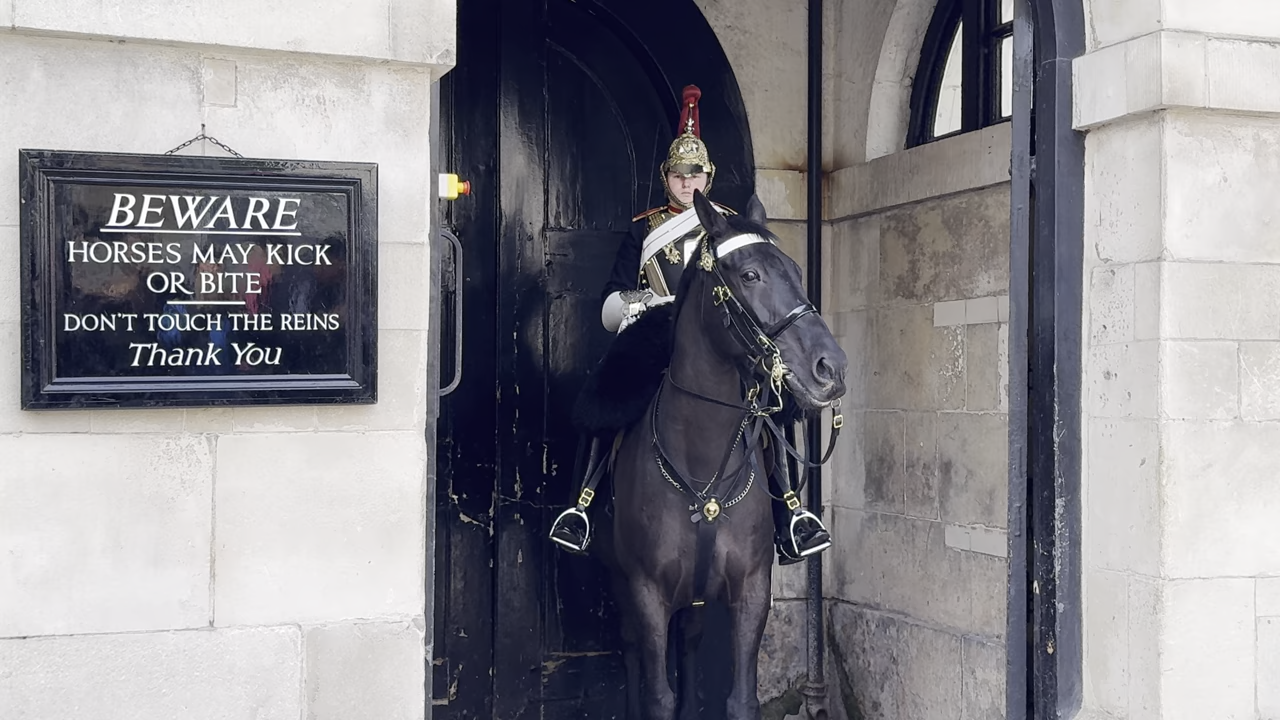 BEWARE
HORSES MAY KICK
OR BITE
DON'T TOUCH THE REINS
Thank You